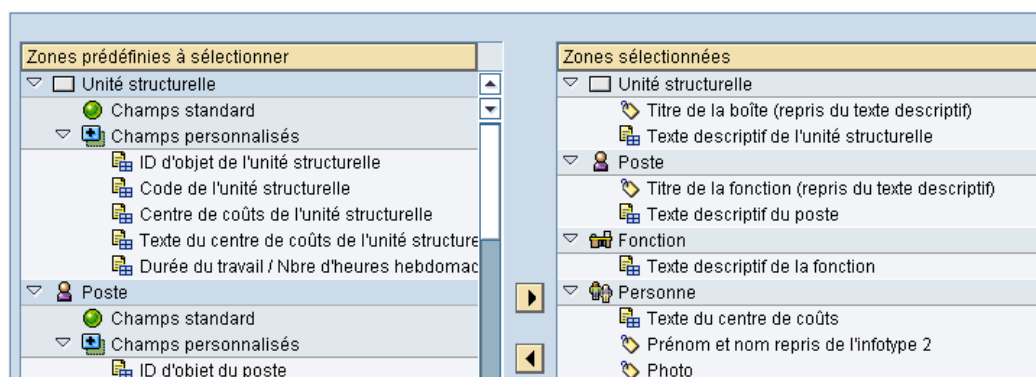 Zones prédéfinies à sélectionner
Unité structurelle
Champs standard
Champs personnalisés
ID d'objet de l'unité structurelle
Code de l'unité structurelle
Centre de coûts de l'unité structurelle
Texte du centre de coûts de l'unité structure
Durée du travail / Nbre d'heures hebdomac
Poste
Champs standard
Champs personnalisés
ID d'objet du poste
Zones sélectionnées
Unité structurelle
Titre de la boîte (repris du texte descriptif)
Texte descriptif de l'unité structurelle
Poste
Titre de la fonction (repris du texte descriptif)
Texte descriptif du poste
Fonction
Texte descriptif de la fonction
Personne
Texte du centre de coûts
Prénom et nom repris de l'infotype 2
Photo